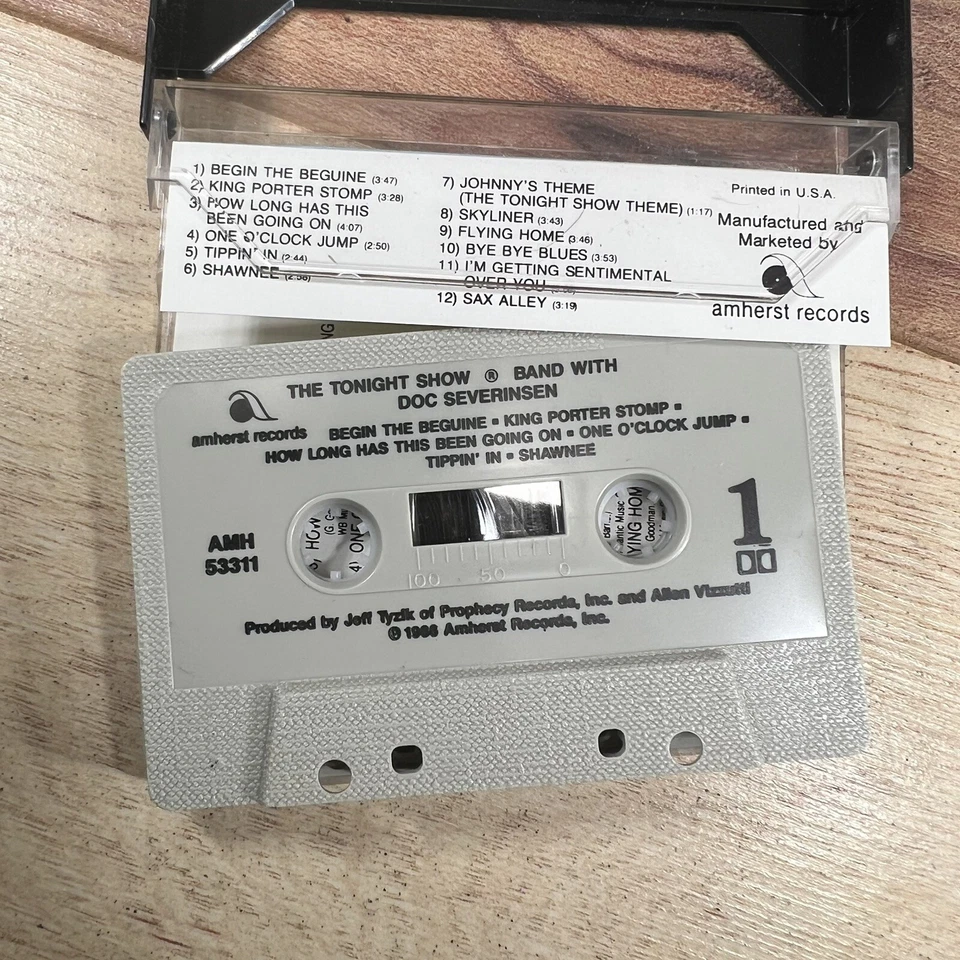 1) BEGIN THE BEGUINE (3:47)
2) KING PORTER STOMP (3:28)
3) HOW LONG HAS THIS
BEEN GOING ON (4:07)
4) ONE O'CLOCK JUMP (2:50)
5) TIPPIN' IN (2:44)
6) SHAWNEE
7) JOHNNY'S THEME
(THE TONIGHT SHOW THEME) (1:17)
8) SKYLINER (3:43)
9) FLYING HOME (3:46)
10) BYE BYE BLUES (3:53)
11) I'M GETTING SENTIMENTAL
OVER YOU
12) SAX ALLEY (3:19)
Printed in U.S.A.
Manufactured and
Marketed by
amherst records
THE TONIGHT SHOW ® BAND WITH
DOC SEVERINSEN
amherst records
BEGIN THE BEGUINE ▪ KING PORTER STOMP ▪
HOW LONG HAS THIS BEEN GOING ON ▪ ONE O'CLOCK JUMP ▪
TIPPIN' IN ▪ SHAWNEE
AMH
53311
1
HOW
4) ONE
YING HOM
Goodman,
100 50 0
Produced by Jeff Tyzik of Prophecy Records, Inc. and Allen Vizzutti
© 1986 Amherst Records, Inc.